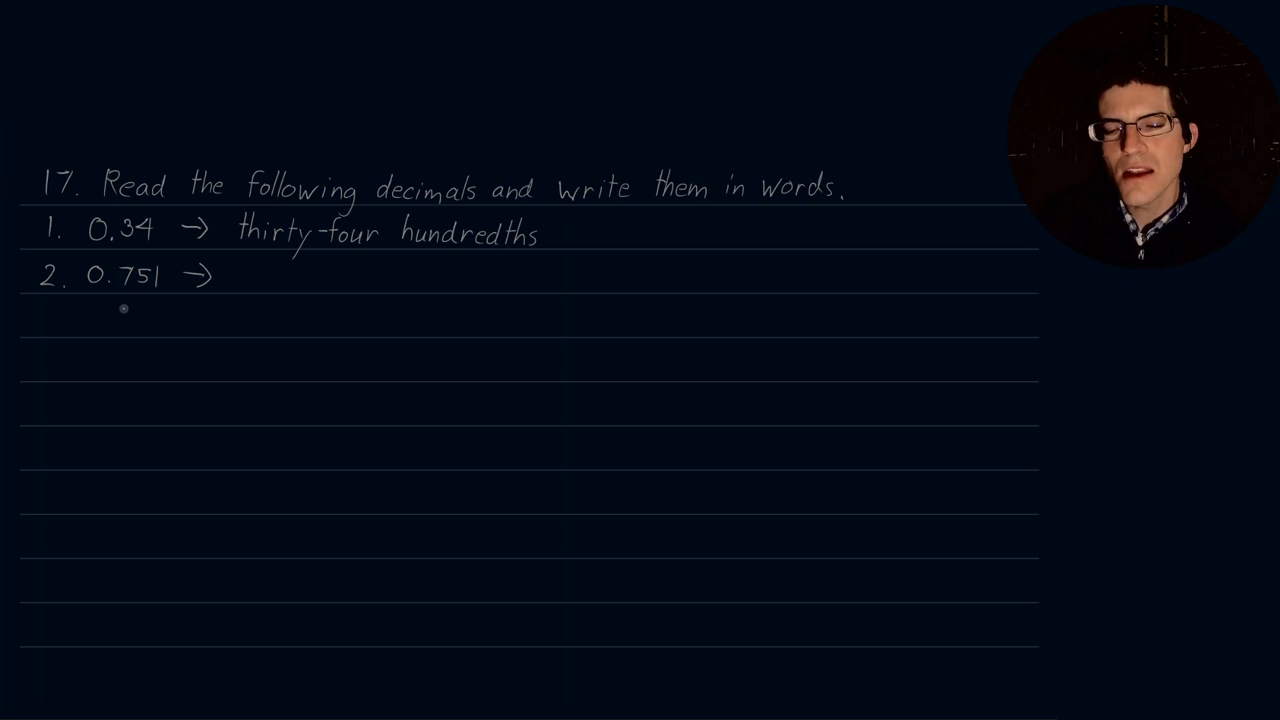 17. Read the following decimals and write them in words.
1. 0.34 → thirty-four hundredths
2. 0.751 →